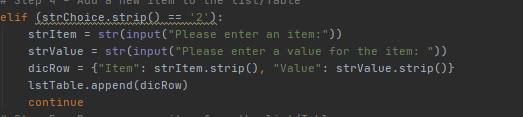 # Step 4 - Add a new item to the list/Table
elif (strChoice.strip() == '2'):
    strItem = str(input("Please enter an item:"))
    strValue = str(input("Please enter a value for the item: "))
    dicRow = {"Item": strItem.strip(), "Value": strValue.strip()}
    lstTable.append(dicRow)
    continue